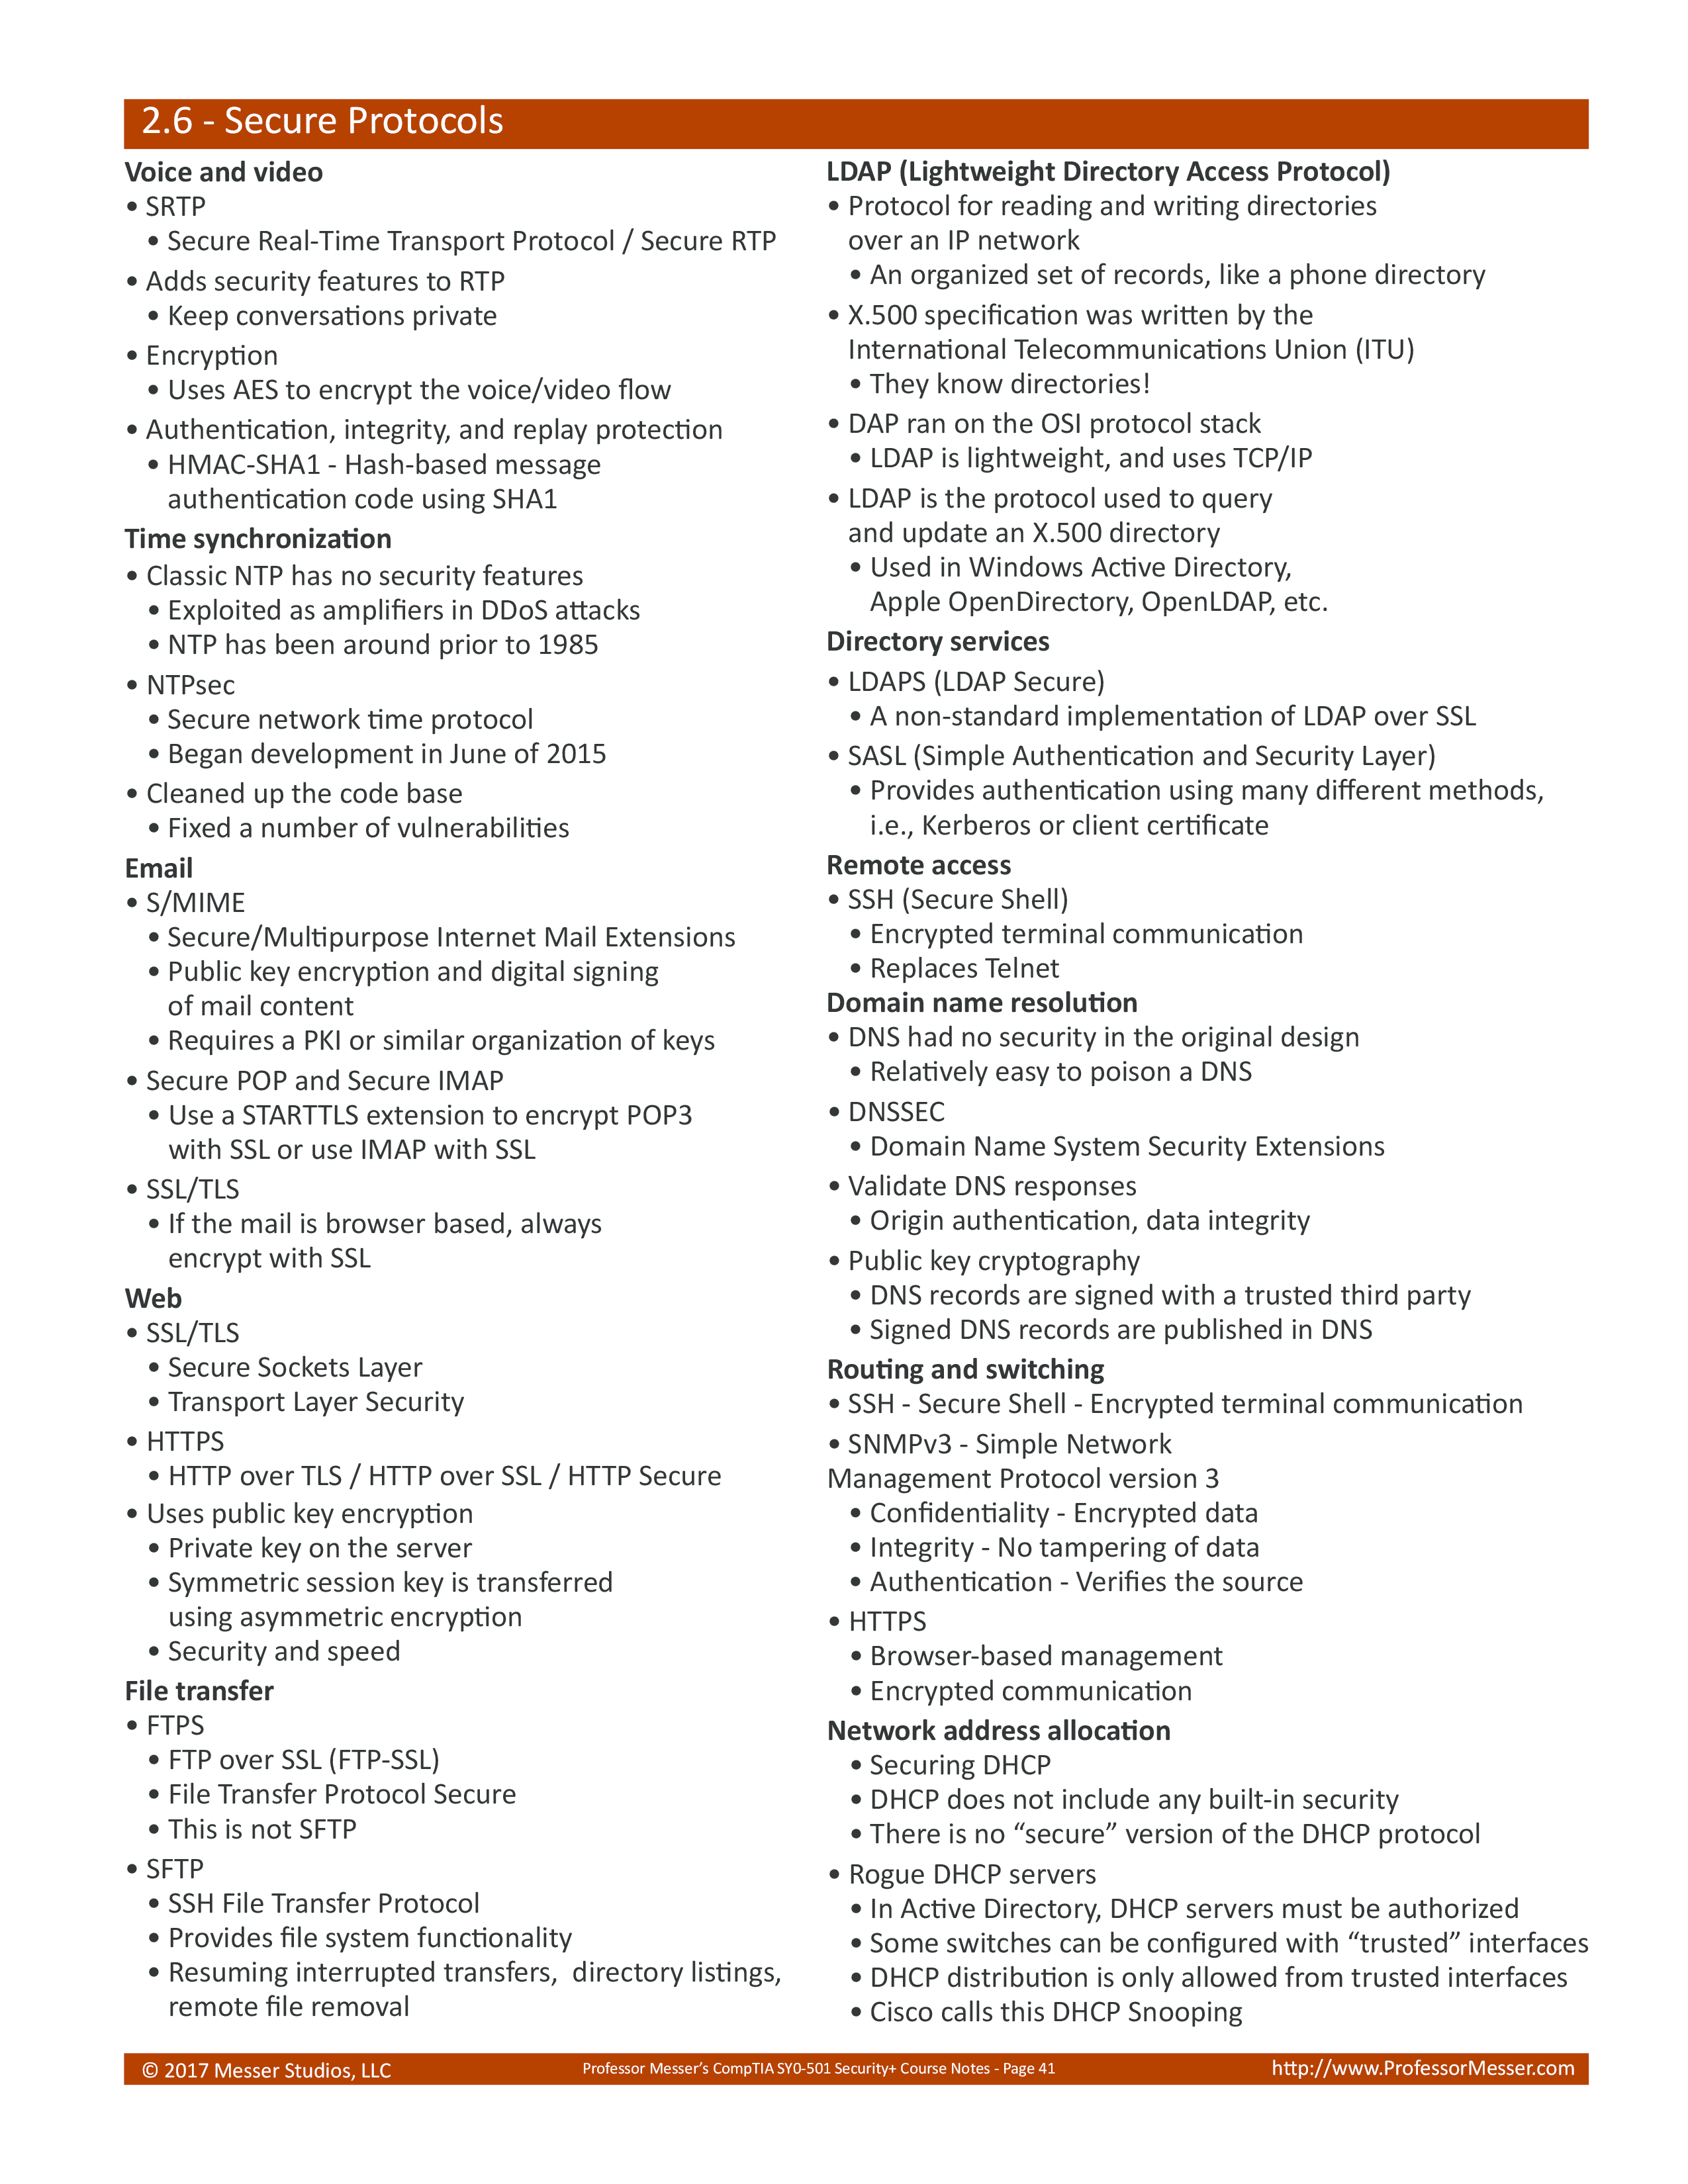 2.6 - Secure Protocols
Voice and video
• SRTP
• Secure Real-Time Transport Protocol / Secure RTP
• Adds security features to RTP
• Keep conversations private
• Encryption
• Uses AES to encrypt the voice/video flow
• Authentication, integrity, and replay protection
• HMAC-SHA1 - Hash-based message
authentication code using SHA1
Time synchronization
• Classic NTP has no security features
• Exploited as amplifiers in DDoS attacks
• NTP has been around prior to 1985
• NTPsec
• Secure network time protocol
• Began development in June of 2015
• Cleaned up the code base
• Fixed a number of vulnerabilities
Email
• S/MIME
• Secure/Multipurpose Internet Mail Extensions
• Public key encryption and digital signing
of mail content
• Requires a PKI or similar organization of keys
• Secure POP and Secure IMAP
• Use a STARTTLS extension to encrypt POP3
with SSL or use IMAP with SSL
• SSL/TLS
• If the mail is browser based, always
encrypt with SSL
Web
• SSL/TLS
• Secure Sockets Layer
• Transport Layer Security
• HTTPS
• HTTP over TLS / HTTP over SSL / HTTP Secure
• Uses public key encryption
• Private key on the server
• Symmetric session key is transferred
using asymmetric encryption
• Security and speed
File transfer
• FTPS
• FTP over SSL (FTP-SSL)
• File Transfer Protocol Secure
• This is not SFTP
• SFTP
• SSH File Transfer Protocol
• Provides file system functionality
• Resuming interrupted transfers,  directory listings,
remote file removal
LDAP (Lightweight Directory Access Protocol)
• Protocol for reading and writing directories
over an IP network
• An organized set of records, like a phone directory
• X.500 specification was written by the
International Telecommunications Union (ITU)
• They know directories!
• DAP ran on the OSI protocol stack
• LDAP is lightweight, and uses TCP/IP
• LDAP is the protocol used to query
and update an X.500 directory
• Used in Windows Active Directory,
Apple OpenDirectory, OpenLDAP, etc.
Directory services
• LDAPS (LDAP Secure)
• A non-standard implementation of LDAP over SSL
• SASL (Simple Authentication and Security Layer)
• Provides authentication using many different methods,
i.e., Kerberos or client certificate
Remote access
• SSH (Secure Shell)
• Encrypted terminal communication
• Replaces Telnet
Domain name resolution
• DNS had no security in the original design
• Relatively easy to poison a DNS
• DNSSEC
• Domain Name System Security Extensions
• Validate DNS responses
• Origin authentication, data integrity
• Public key cryptography
• DNS records are signed with a trusted third party
• Signed DNS records are published in DNS
Routing and switching
• SSH - Secure Shell - Encrypted terminal communication
• SNMPv3 - Simple Network
Management Protocol version 3
• Confidentiality - Encrypted data
• Integrity - No tampering of data
• Authentication - Verifies the source
• HTTPS
• Browser-based management
• Encrypted communication
Network address allocation
• Securing DHCP
• DHCP does not include any built-in security
• There is no “secure” version of the DHCP protocol
• Rogue DHCP servers
• In Active Directory, DHCP servers must be authorized
• Some switches can be configured with “trusted” interfaces
• DHCP distribution is only allowed from trusted interfaces
• Cisco calls this DHCP Snooping
© 2017 Messer Studios, LLC
Professor Messer’s CompTIA SY0-501 Security+ Course Notes - Page 41
http://www.ProfessorMesser.com